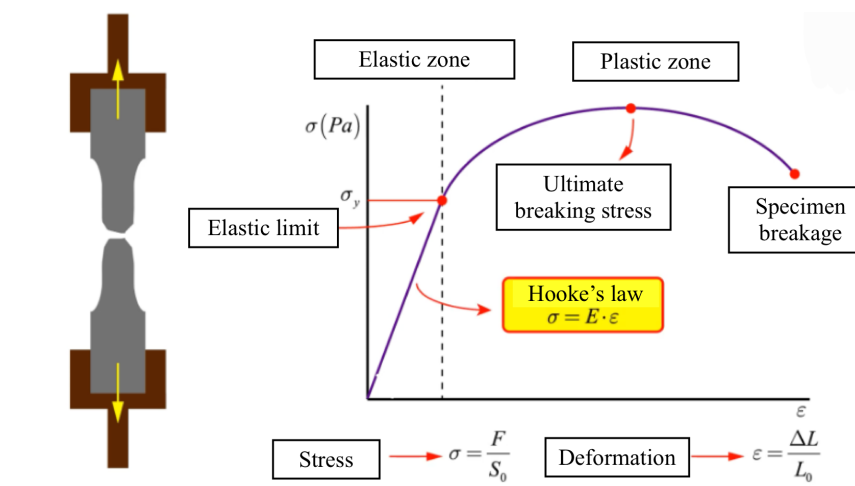 Elastic zone
Plastic zone
σ(Pa)
σy
Elastic limit
Ultimate
breaking stress
Specimen
breakage
Hooke’s law
σ = E·ε
ε
Stress
σ = F/S₀
Deformation
ε = ΔL/L₀